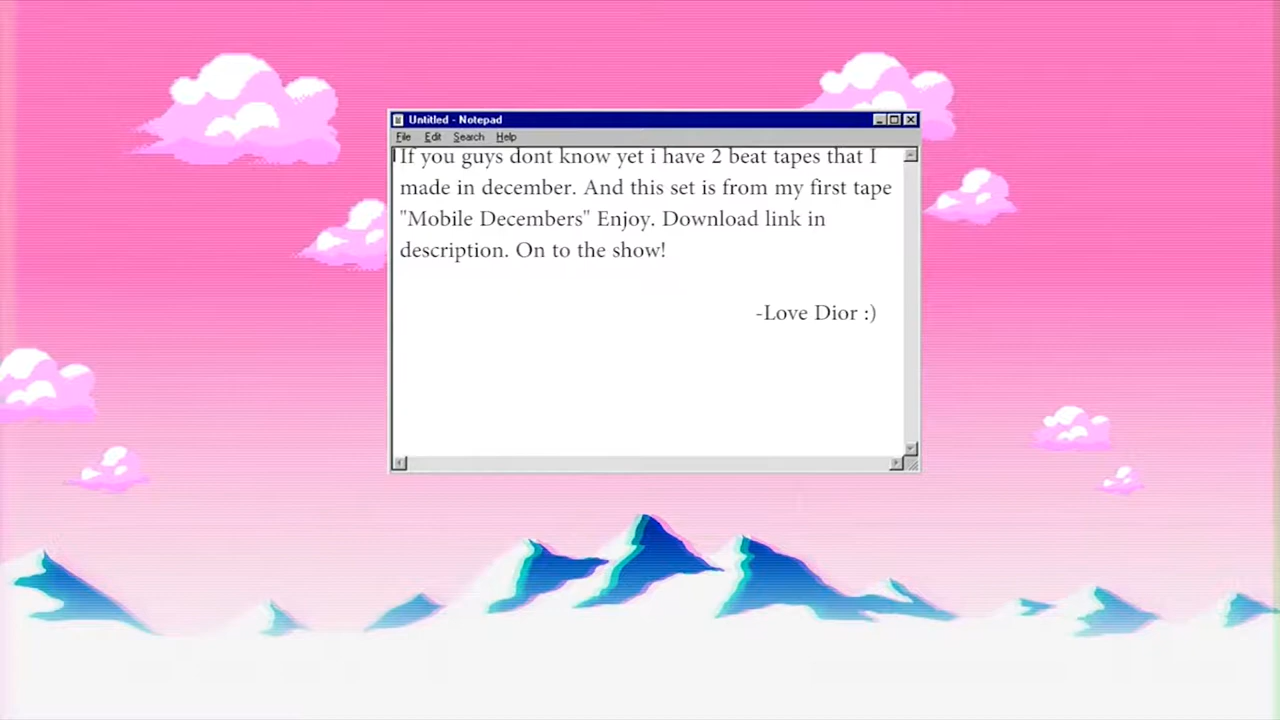 Untitled - Notepad
File Edit Search Help
If you guys dont know yet i have 2 beat tapes that I
made in december. And this set is from my first tape
"Mobile Decembers" Enjoy. Download link in
description. On to the show!
-Love Dior :)